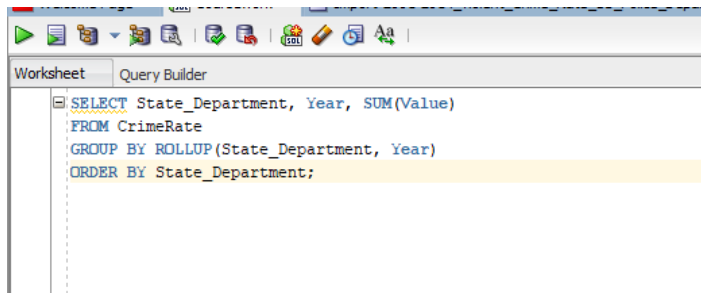 Worksheet Query Builder
SELECT State_Department, Year, SUM(Value)
FROM CrimeRate
GROUP BY ROLLUP(State_Department, Year)
ORDER BY State_Department;